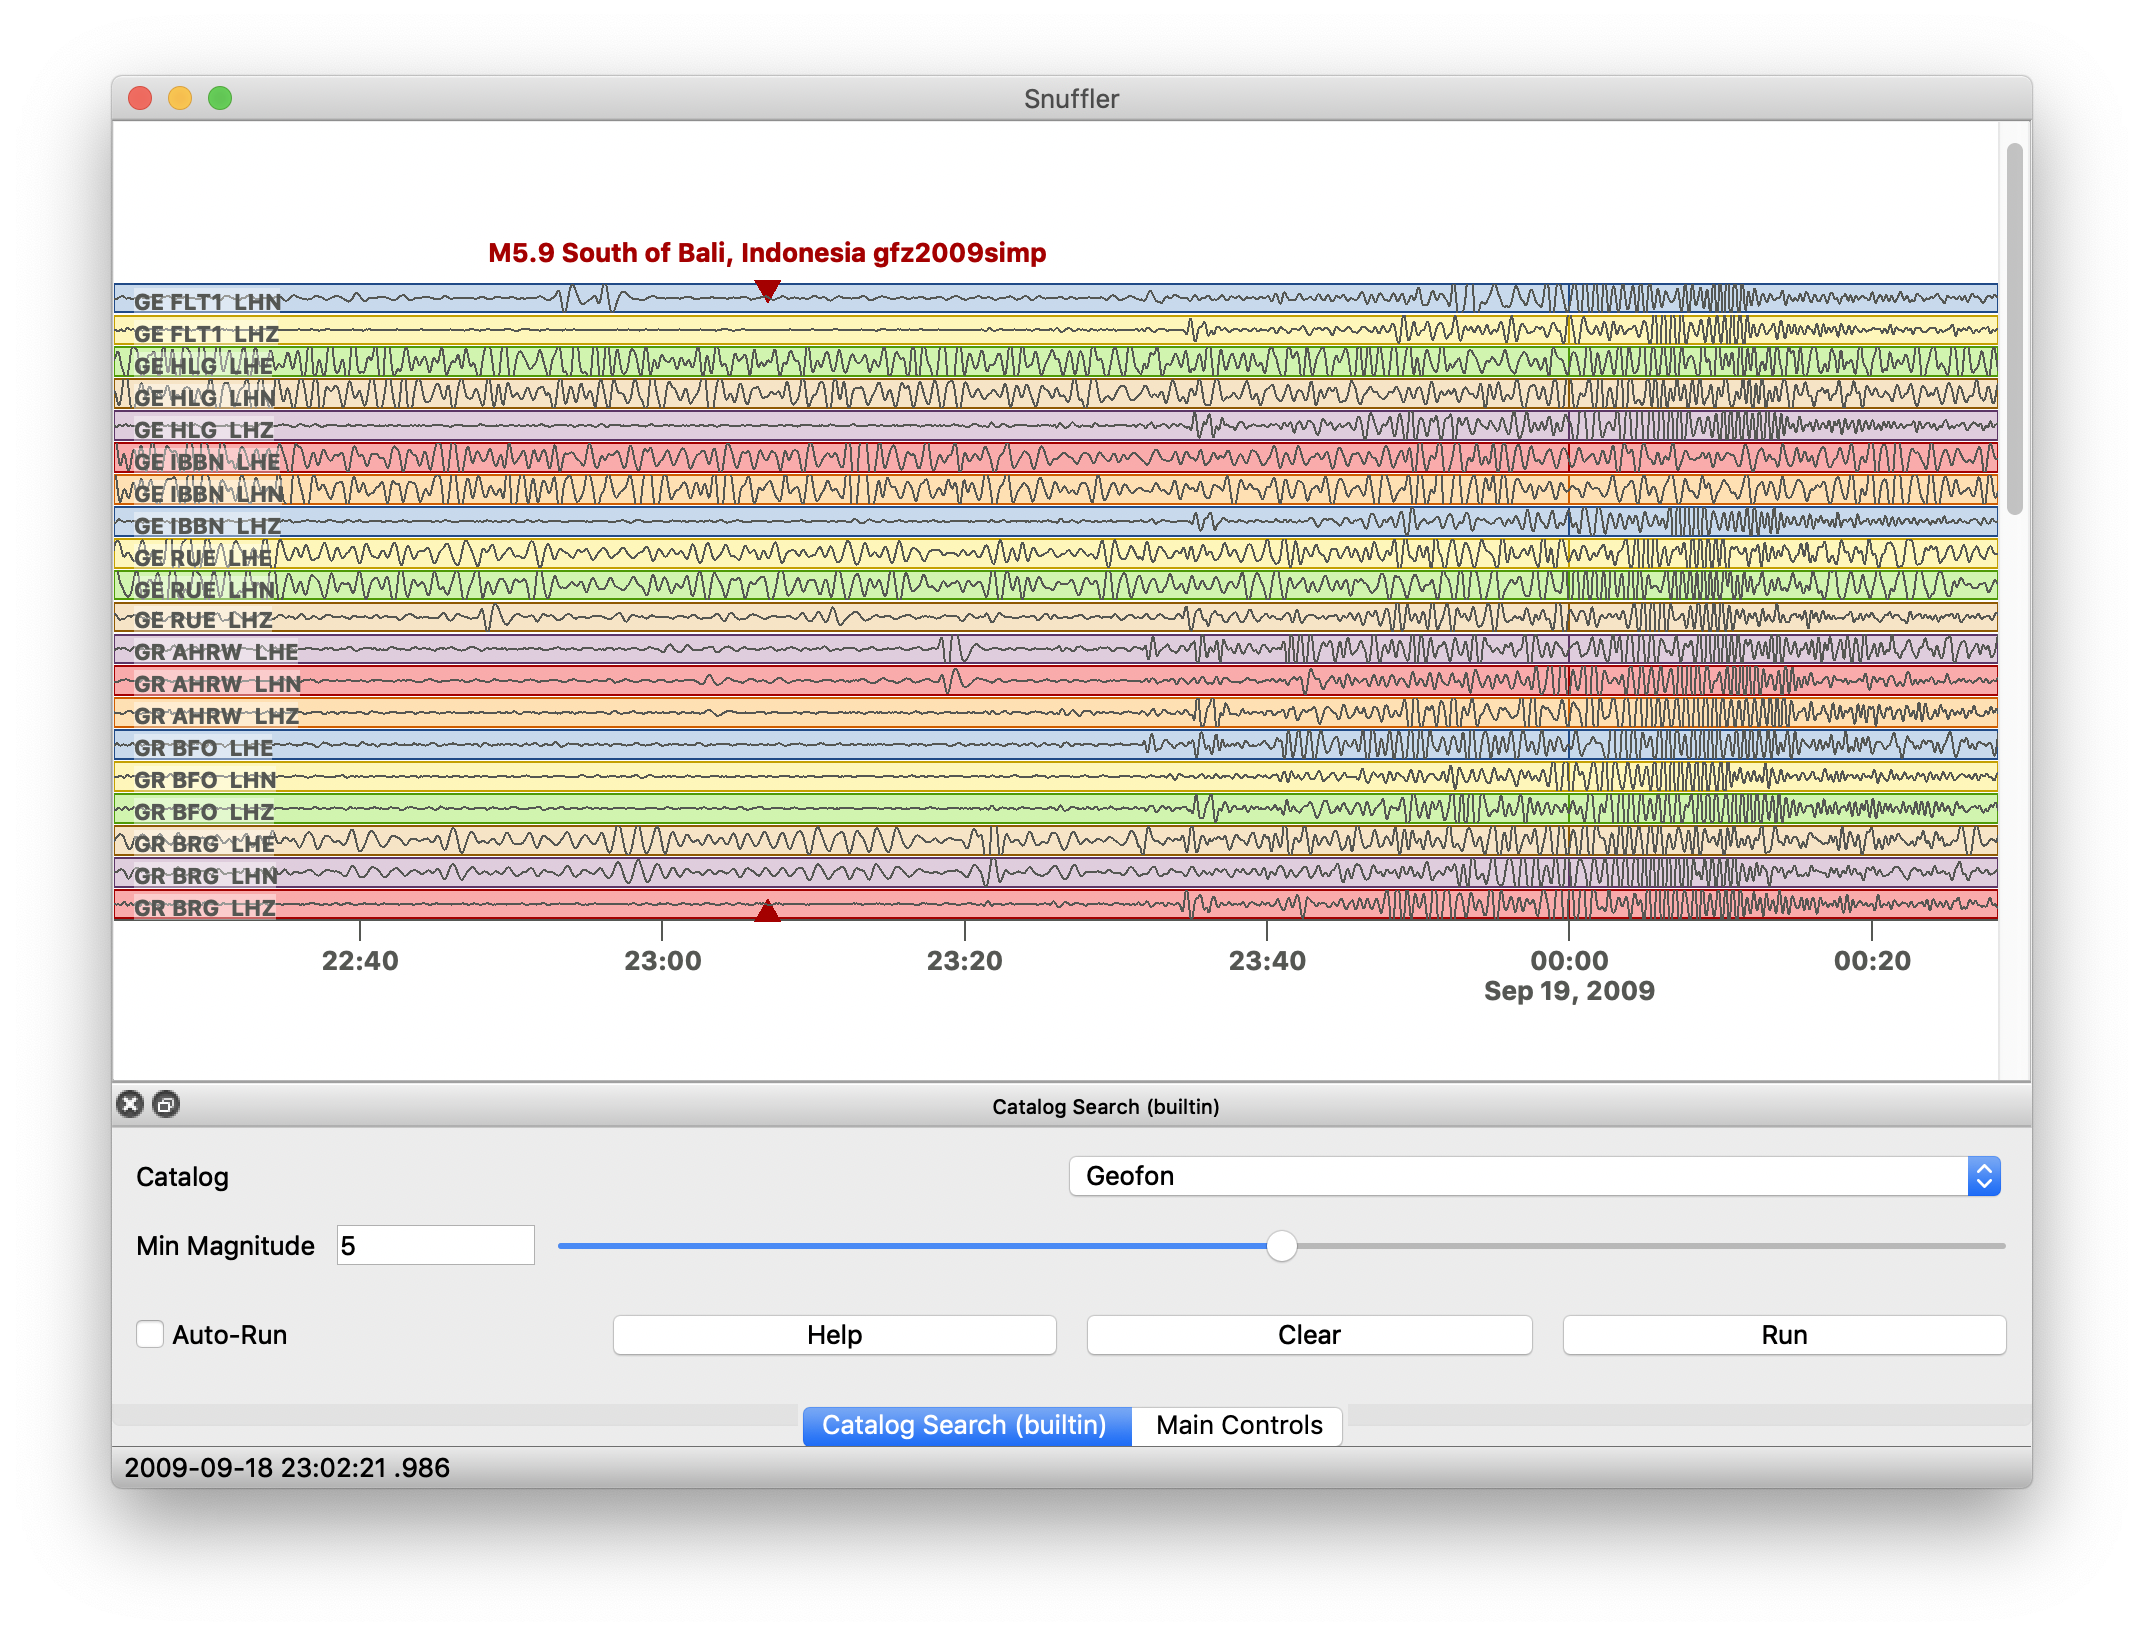 Snuffler
M5.9 South of Bali, Indonesia gfz2009simp
GE FLT1 LHN
GE FLT1 LHZ
GE HLG LHE
GE HLG LHN
GE HLG LHZ
GE IBBN LHE
GE IBBN LHN
GE IBBN LHZ
GE RUE LHE
GE RUE LHN
GE RUE LHZ
GR AHRW LHE
GR AHRW LHN
GR AHRW LHZ
GR BFO LHE
GR BFO LHN
GR BFO LHZ
GR BRG LHE
GR BRG LHN
GR BRG LHZ
22:40 23:00 23:20 23:40 00:00 00:20
Sep 19, 2009
Catalog Search (builtin)
Catalog Geofon
Min Magnitude 5
Auto-Run Help Clear Run
Catalog Search (builtin) Main Controls
2009-09-18 23:02:21 .986